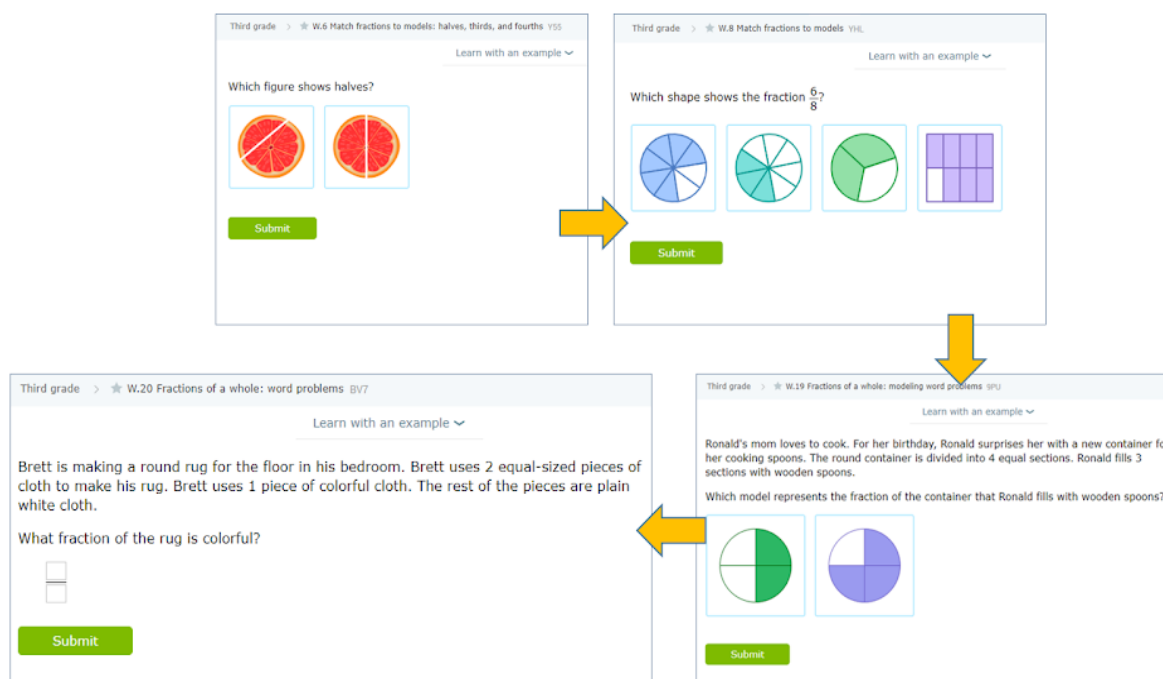 Third grade > W.6 Match fractions to models: halves, thirds, and fourths Y5S
Learn with an example
Which figure shows halves?
Submit
Third grade > W.8 Match fractions to models YHL
Learn with an example
Which shape shows the fraction 6/8?
Submit
Third grade > W.19 Fractions of a whole: modeling word problems 9PU
Learn with an example
Ronald's mom loves to cook. For her birthday, Ronald surprises her with a new container fo
her cooking spoons. The round container is divided into 4 equal sections. Ronald fills 3
sections with wooden spoons.
Which model represents the fraction of the container that Ronald fills with wooden spoons?
Submit
Third grade > W.20 Fractions of a whole: word problems BV7
Learn with an example
Brett is making a round rug for the floor in his bedroom. Brett uses 2 equal-sized pieces of
cloth to make his rug. Brett uses 1 piece of colorful cloth. The rest of the pieces are plain
white cloth.
What fraction of the rug is colorful?
Submit